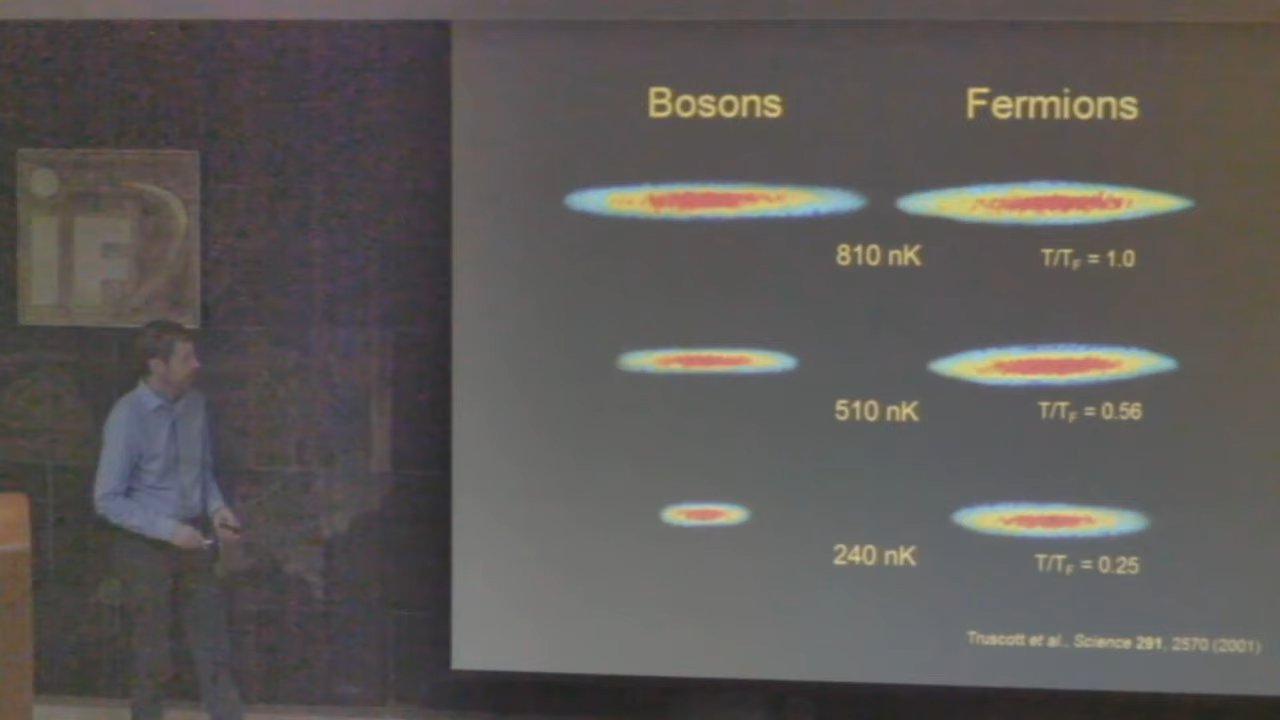 Bosons
Fermions
810 nK
T/T_F = 1.0
510 nK
T/T_F = 0.56
240 nK
T/T_F = 0.25
Truscott et al., Science 291, 2570 (2001)
iF